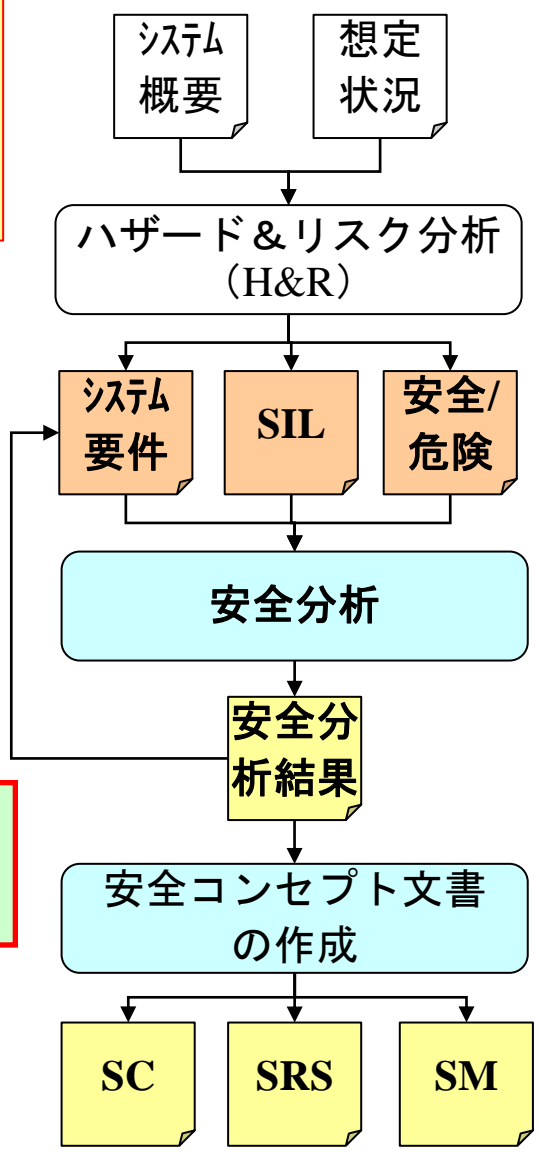 システム
概要
想定
状況
ハザード＆リスク分析
（H&R）
システム
要件
SIL
安全/
危険
安全分析
安全分
析結果
安全コンセプト文書
の作成
SC
SRS
SM